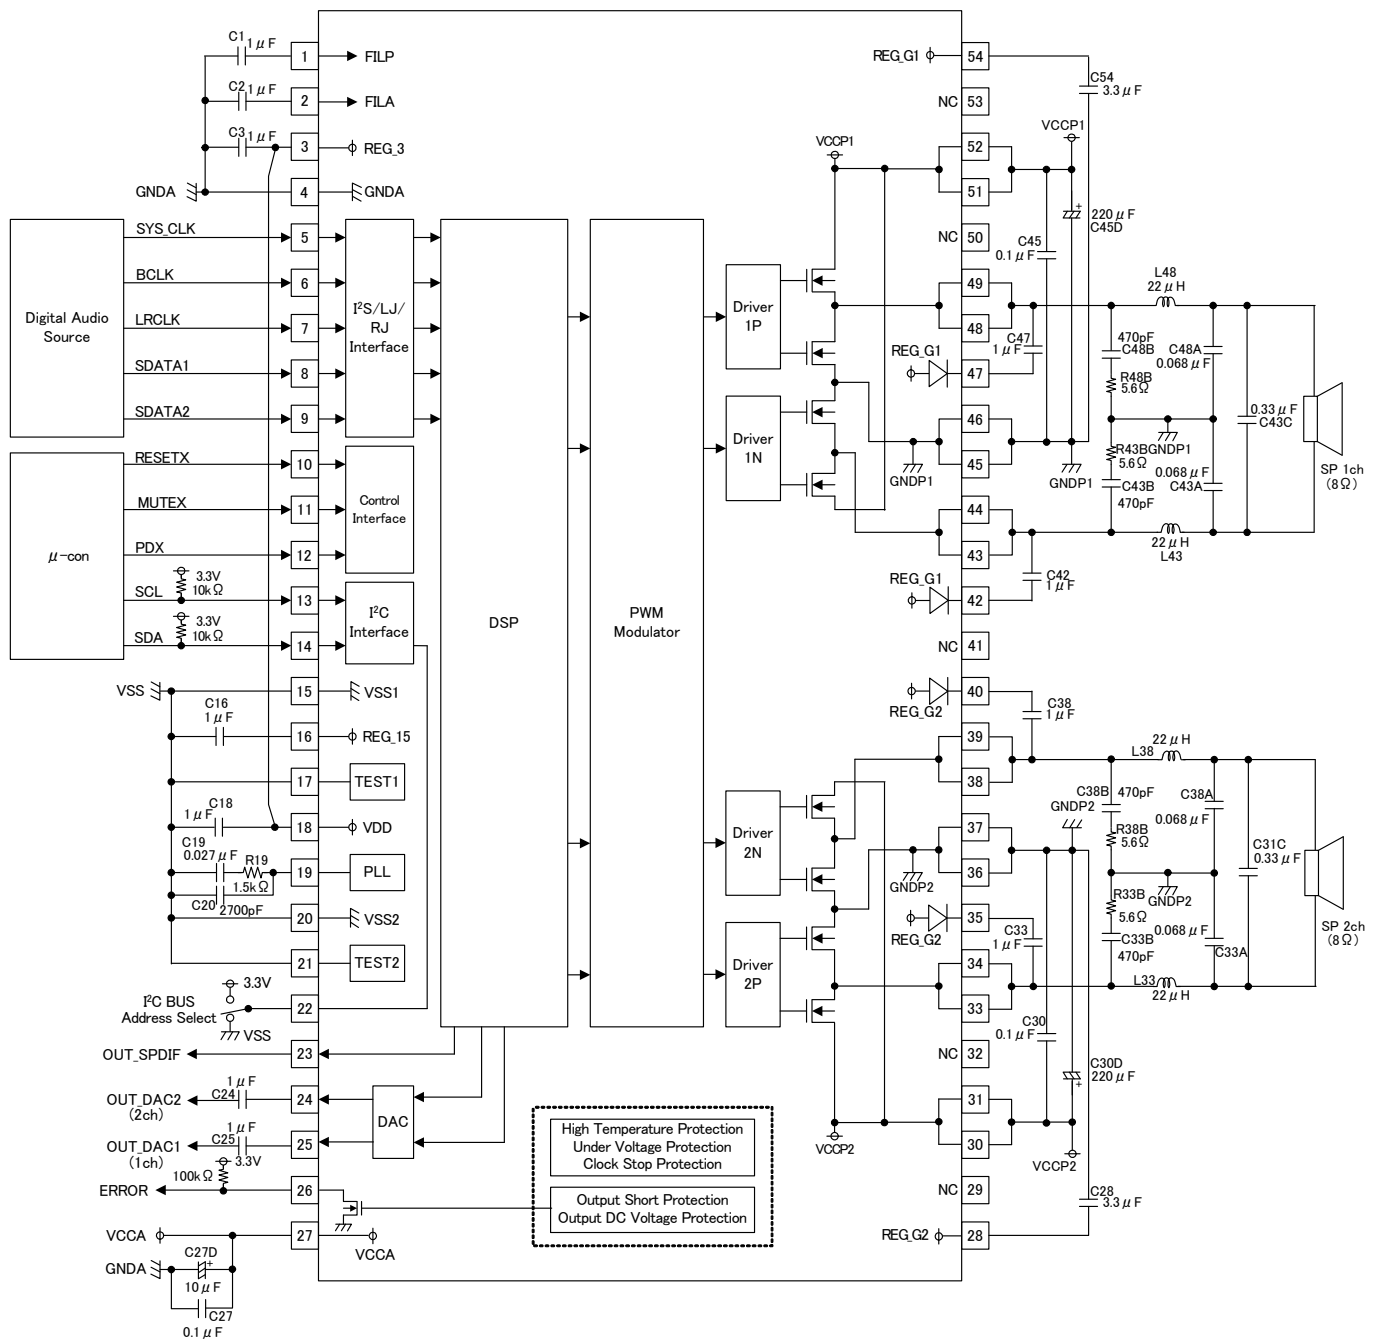 C1
1μF
1
FILP
C2
1μF
2
FILA
C3
1μF
3
REG_3
GNDA
4
GNDA
Digital Audio
Source
SYS_CLK
5
BCLK
6
LRCLK
7
SDATA1
8
SDATA2
9
I²S/LJ/
RJ
Interface
μ-con
RESETX
10
MUTEX
11
PDX
12
Control
Interface
3.3V
10kΩ
SCL
13
3.3V
10kΩ
SDA
14
I²C
Interface
VSS
15
VSS1
C16
1μF
16
REG_15
17
TEST1
C18
1μF
18
VDD
C19
0.027μF
R19
1.5kΩ
19
PLL
C20
2700pF
20
VSS2
21
TEST2
3.3V
I²C BUS
Address Select
VSS
22
OUT_SPDIF
23
1μF
C24
OUT_DAC2
(2ch)
24
1μF
C25
OUT_DAC1
(1ch)
25
DAC
3.3V
100kΩ
ERROR
26
VCCA
27
VCCA
GNDA
C27D
+
10μF
C27
0.1μF
DSP
PWM
Modulator
Driver
1P
Driver
1N
Driver
2N
Driver
2P
High Temperature Protection
Under Voltage Protection
Clock Stop Protection
Output Short Protection
Output DC Voltage Protection
REG_G1
54
C54
3.3μF
NC
53
VCCP1
52
51
VCCP1
+
220μF
C45D
NC
50
C45
0.1μF
49
48
L48
22μH
C47
1μF
REG_G1
47
470pF
C48B
R48B
5.6Ω
C48A
0.068μF
46
45
GNDP1
GNDP1
GNDP1
R43B
5.6Ω
C43B
470pF
0.068μF
C43A
0.33μF
C43C
SP 1ch
(8Ω)
44
43
22μH
L43
C42
1μF
REG_G1
42
NC
41
REG_G2
40
C38
1μF
39
38
22μH
L38
C38B
470pF
GNDP2
R38B
5.6Ω
C38A
0.068μF
37
36
GNDP2
GNDP2
C31C
0.33μF
SP 2ch
(8Ω)
REG_G2
35
C33
1μF
R33B
5.6Ω
C33B
470pF
0.068μF
C33A
34
33
L33
22μH
C30
0.1μF
NC
32
C30D
220μF
+
31
30
VCCP2
VCCP2
NC
29
C28
3.3μF
REG_G2
28